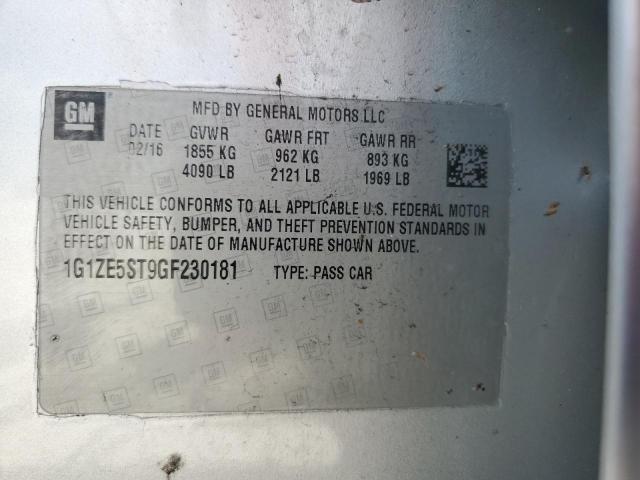 GM
MFD BY GENERAL MOTORS LLC
DATE GVWR GAWR FRT GAWR RR
02/16 1855 KG 962 KG 893 KG
4090 LB 2121 LB 1969 LB
THIS VEHICLE CONFORMS TO ALL APPLICABLE U.S. FEDERAL MOTOR
VEHICLE SAFETY, BUMPER, AND THEFT PREVENTION STANDARDS IN
EFFECT ON THE DATE OF MANUFACTURE SHOWN ABOVE.
1G1ZE5ST9GF230181 TYPE: PASS CAR